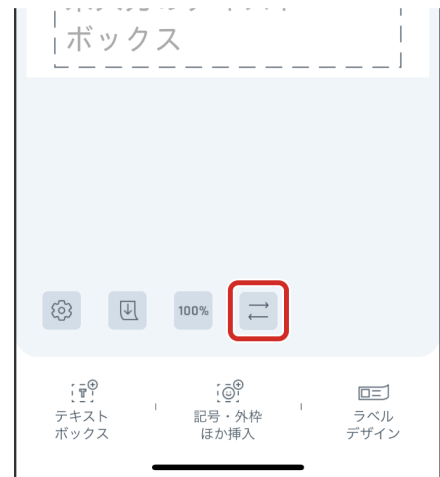 ボックス
100%
テキスト
ボックス
記号・外枠
ほか挿入
ラベル
デザイン